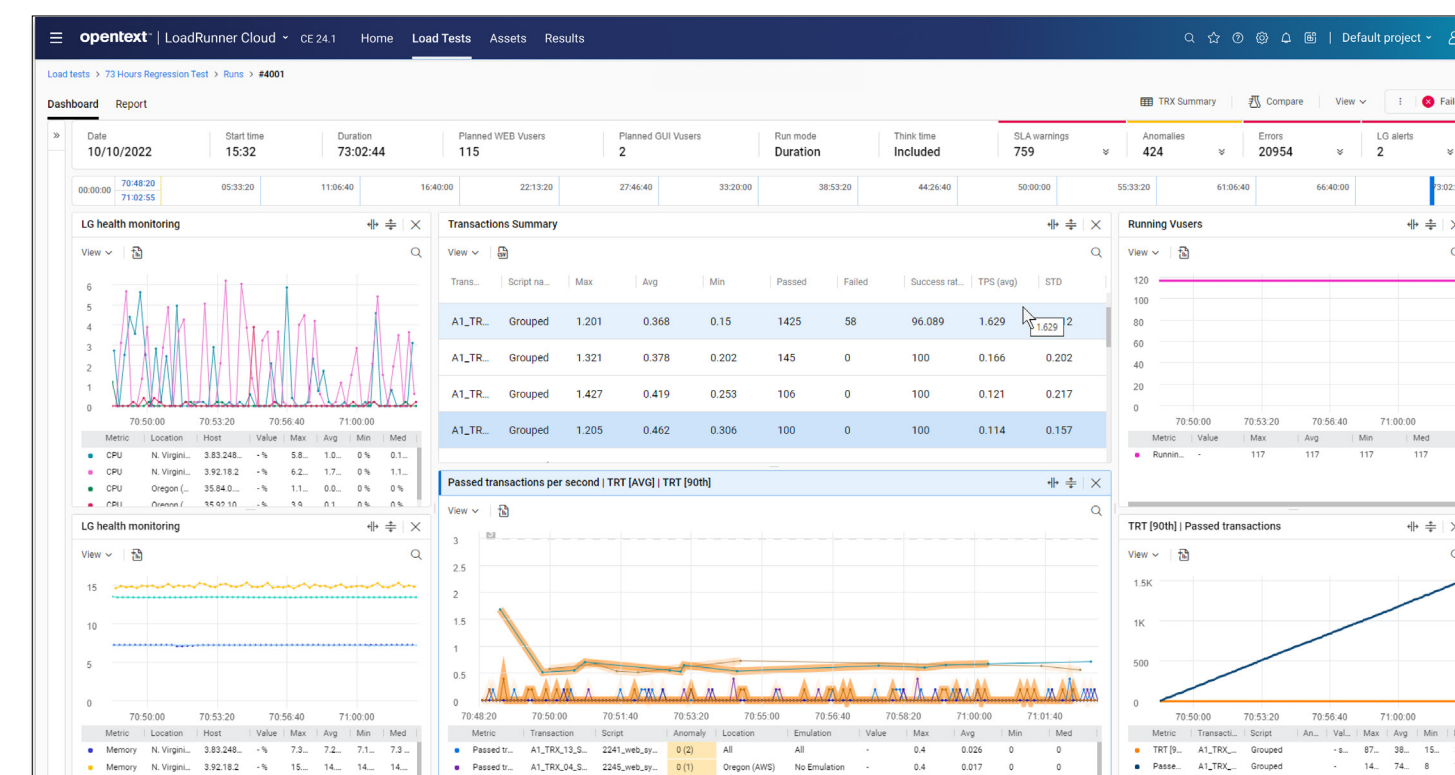 opentext™ | LoadRunner Cloud CE 24.1 Home Load Tests Assets Results Default project
Load tests > 73 Hours Regression Test > Runs > #4001
Dashboard Report TRX Summary Compare View Fail
Date Start time Duration Planned WEB Vusers Planned GUI Vusers Run mode Think time SLA warnings Anomalies Errors LG alerts
10/10/2022 15:32 73:02:44 115 2 Duration Included 759 424 20954 2
00:00:00 70:48:20 05:33:20 11:06:40 16:40:00 22:13:20 27:46:40 33:20:00 38:53:20 44:26:40 50:00:00 55:33:20 61:06:40 66:40:00 73:02:
71:02:55
LG health monitoring
View
6
5
4
3
2
1
0
70:50:00 70:53:20 70:56:40 71:00:00
Metric Location Host Value Max Avg Min Med
CPU N. Virgini... 3.83.248... - % 5.8... 1.0... 0 % 0.1...
CPU N. Virgini... 3.92.18.2 - % 6.2... 1.7... 0 % 1.1...
CPU Oregon (... 35.84.0.... - % 1.1... 0.0... 0 % 0 %
CPU Oregon ( 35.92.10 - % 3.9 0.1 0 % 0 %
Transactions Summary
View
Trans... Script na... Max Avg Min Passed Failed Success rat... TPS (avg) STD
A1_TR... Grouped 1.201 0.368 0.15 1425 58 96.089 1.629 2
1.629
A1_TR... Grouped 1.321 0.378 0.202 145 0 100 0.166 0.202
A1_TR... Grouped 1.427 0.419 0.253 106 0 100 0.121 0.217
A1_TR... Grouped 1.205 0.462 0.306 100 0 100 0.114 0.157
Running Vusers
View
120
100
80
60
40
20
0
70:50:00 70:53:20 70:56:40 71:00:00
Metric Value Max Avg Min Med
Runnin... - 117 117 117 117
LG health monitoring
View
15
10
5
0
70:50:00 70:53:20 70:56:40 71:00:00
Metric Location Host Value Max Avg Min Med
Memory N. Virgini... 3.83.248... - % 7.3... 7.2... 7.1... 7.3 ...
Memory N. Virgini... 3.92.18.2 - % 15.... 14.... 14.... 14....
Passed transactions per second | TRT [AVG] | TRT [90th]
View
3
2.5
2
1.5
1
0.5
0
70:48:20 70:50:00 70:51:40 70:53:20 70:55:00 70:56:40 70:58:20 71:00:00 71:01:40
Metric Transaction Script Anomaly Location Emulation Value Max Avg Min Med
Passed tr... A1_TRX_13_S... 2241_web_sy... 0 (2) All All - 0.4 0.026 0 0
Passed tr... A1_TRX_04_S... 2245_web_sy... 0 (1) Oregon (AWS) No Emulation - 0.4 0.017 0 0
TRT [90th] | Passed transactions
View
1.5K
1K
500
0
70:50:00 70:53:20 70:56:40 71:00:00
Metric Transacti... Script An... Val... Max Avg Min
TRT [9... A1_TRX_... Grouped - s... 87... 38... 15...
Passe... A1_TRX_... Grouped - 14... 74... 8